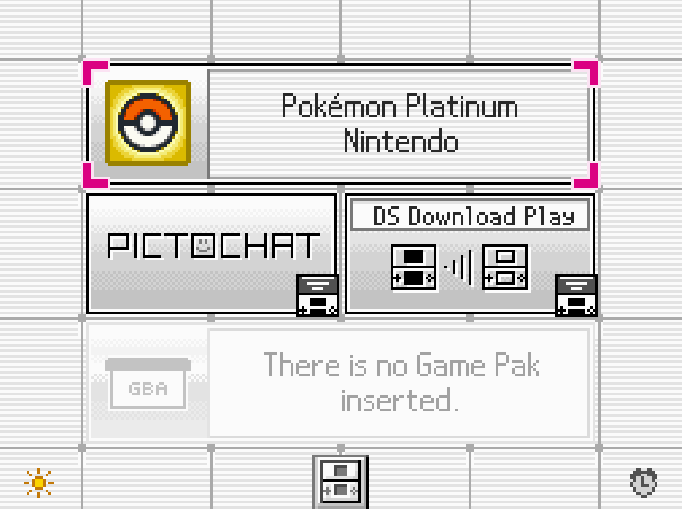 Pokémon Platinum
Nintendo
PICTOCHAT
DS Download Play
GBA
There is no Game Pak
inserted.